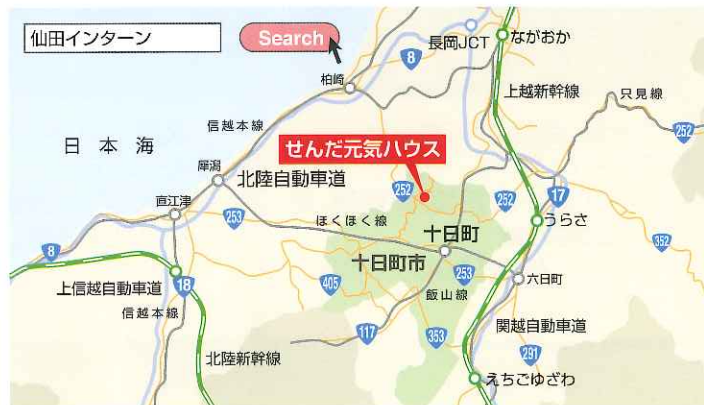 仙田インターン
Search
長岡JCT
ながおか
8
柏崎
上越新幹線
只見線
信越本線
252
日本海
せんだ元気ハウス
犀潟
北陸自動車道
252
252
17
直江津
253
ほくほく線
十日町
うらさ
352
8
十日町市
253
六日町
上信越自動車道
18
405
飯山線
信越本線
117
353
関越自動車道
北陸新幹線
291
えちごゆざわ